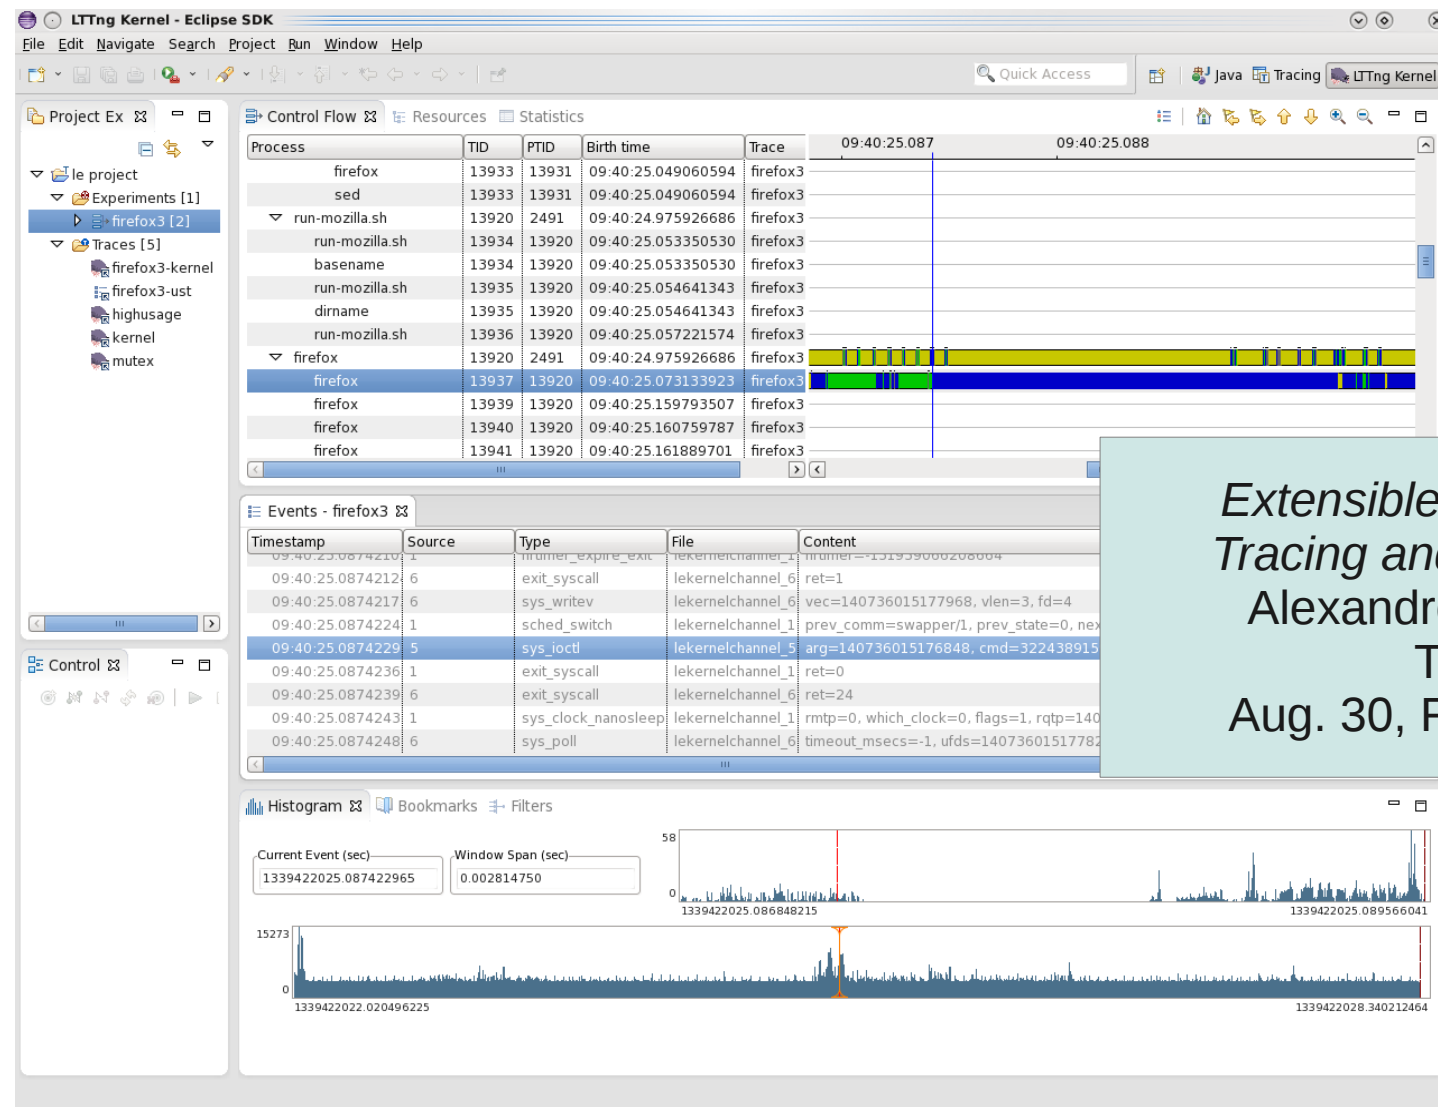 LTTng Kernel - Eclipse SDK
File Edit Navigate Search Project Run Window Help
Quick Access Java Tracing LTTng Kernel
Project Ex
Control Flow Resources Statistics
Process TID PTID Birth time Trace 09:40:25.087 09:40:25.088
firefox 13933 13931 09:40:25.049060594 firefox3
sed 13933 13931 09:40:25.049060594 firefox3
run-mozilla.sh 13920 2491 09:40:24.975926686 firefox3
run-mozilla.sh 13934 13920 09:40:25.053350530 firefox3
basename 13934 13920 09:40:25.053350530 firefox3
run-mozilla.sh 13935 13920 09:40:25.054641343 firefox3
dirname 13935 13920 09:40:25.054641343 firefox3
run-mozilla.sh 13936 13920 09:40:25.057221574 firefox3
firefox 13920 2491 09:40:24.975926686 firefox3
firefox 13937 13920 09:40:25.073133923 firefox3
firefox 13939 13920 09:40:25.159793507 firefox3
firefox 13940 13920 09:40:25.160759787 firefox3
firefox 13941 13920 09:40:25.161889701 firefox3
le project
Experiments [1]
firefox3 [2]
Traces [5]
firefox3-kernel
firefox3-ust
highusage
kernel
mutex
Control
Events - firefox3
Timestamp Source Type File Content
09:40:25.0874210 1 hrtimer_expire_exit lekernelchannel_1 hrtimer=-131939066208664
09:40:25.0874212 6 exit_syscall lekernelchannel_6 ret=1
09:40:25.0874217 6 sys_writev lekernelchannel_6 vec=140736015177968, vlen=3, fd=4
09:40:25.0874224 1 sched_switch lekernelchannel_1 prev_comm=swapper/1, prev_state=0, nex
09:40:25.0874229 5 sys_ioctl lekernelchannel_5 arg=140736015176848, cmd=322438915
09:40:25.0874236 1 exit_syscall lekernelchannel_1 ret=0
09:40:25.0874239 6 exit_syscall lekernelchannel_6 ret=24
09:40:25.0874243 1 sys_clock_nanosleep lekernelchannel_1 rmtp=0, which_clock=0, flags=1, rqtp=140
09:40:25.0874248 6 sys_poll lekernelchannel_6 timeout_msecs=-1, ufds=14073601517782
Extensible
Tracing an
Alexandr
T
Aug. 30,
Histogram Bookmarks Filters
Current Event (sec) Window Span (sec)
1339422025.087422965 0.002814750
58
0
1339422025.086848215 1339422025.089566041
15273
0
1339422022.020496225 1339422028.340212464